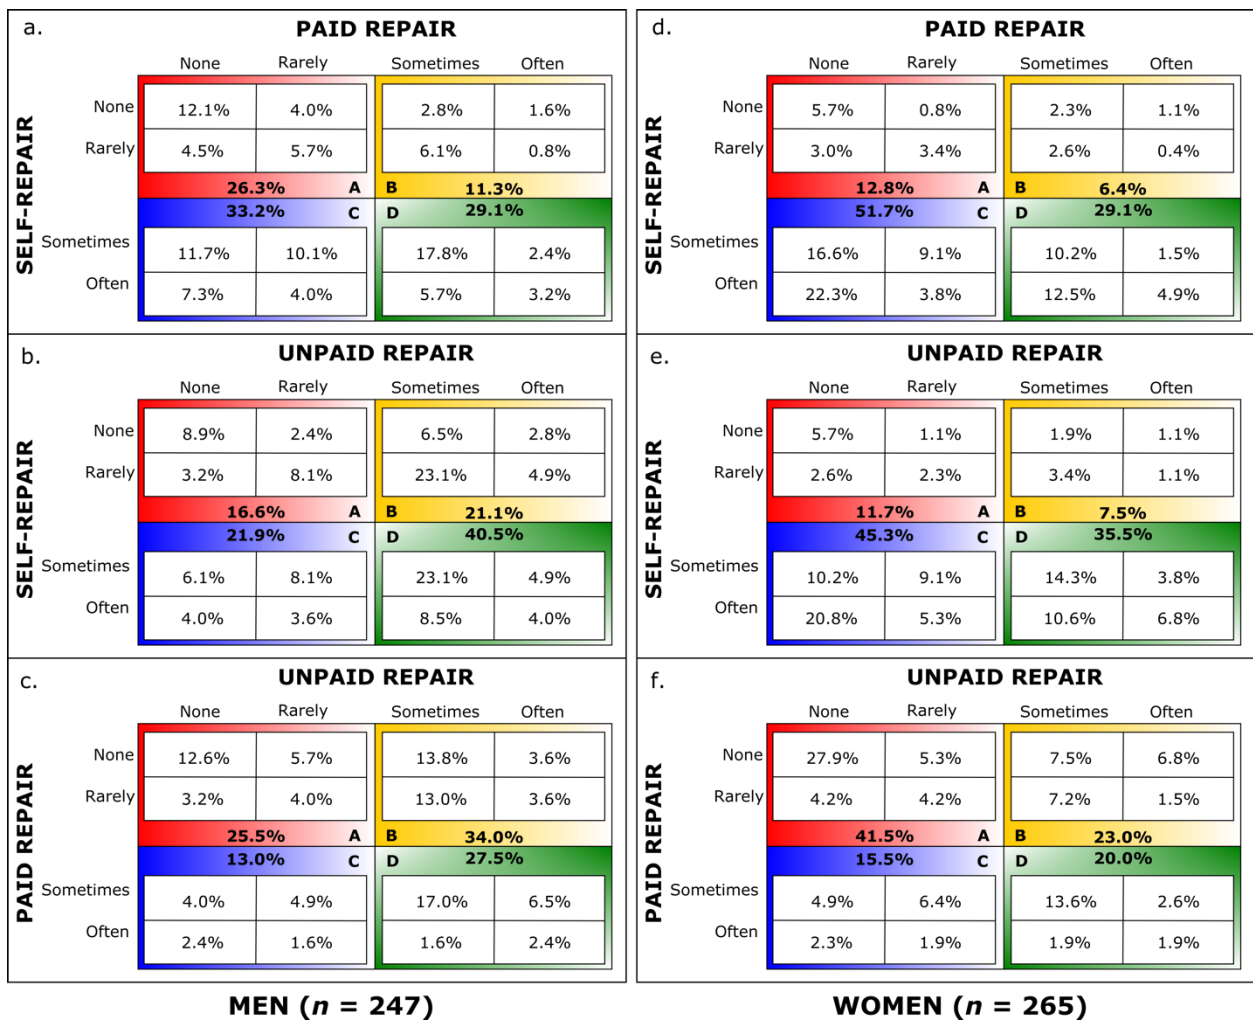 a. PAID REPAIR
None Rarely Sometimes Often
SELF-REPAIR
None 12.1% 4.0% 2.8% 1.6%
Rarely 4.5% 5.7% 6.1% 0.8%
26.3% A B 11.3%
33.2% C D 29.1%
Sometimes 11.7% 10.1% 17.8% 2.4%
Often 7.3% 4.0% 5.7% 3.2%
b. UNPAID REPAIR
None Rarely Sometimes Often
SELF-REPAIR
None 8.9% 2.4% 6.5% 2.8%
Rarely 3.2% 8.1% 23.1% 4.9%
16.6% A B 21.1%
21.9% C D 40.5%
Sometimes 6.1% 8.1% 23.1% 4.9%
Often 4.0% 3.6% 8.5% 4.0%
c. UNPAID REPAIR
None Rarely Sometimes Often
PAID REPAIR
None 12.6% 5.7% 13.8% 3.6%
Rarely 3.2% 4.0% 13.0% 3.6%
25.5% A B 34.0%
13.0% C D 27.5%
Sometimes 4.0% 4.9% 17.0% 6.5%
Often 2.4% 1.6% 1.6% 2.4%
MEN (n = 247)
d. PAID REPAIR
None Rarely Sometimes Often
SELF-REPAIR
None 5.7% 0.8% 2.3% 1.1%
Rarely 3.0% 3.4% 2.6% 0.4%
12.8% A B 6.4%
51.7% C D 29.1%
Sometimes 16.6% 9.1% 10.2% 1.5%
Often 22.3% 3.8% 12.5% 4.9%
e. UNPAID REPAIR
None Rarely Sometimes Often
SELF-REPAIR
None 5.7% 1.1% 1.9% 1.1%
Rarely 2.6% 2.3% 3.4% 1.1%
11.7% A B 7.5%
45.3% C D 35.5%
Sometimes 10.2% 9.1% 14.3% 3.8%
Often 20.8% 5.3% 10.6% 6.8%
f. UNPAID REPAIR
None Rarely Sometimes Often
PAID REPAIR
None 27.9% 5.3% 7.5% 6.8%
Rarely 4.2% 4.2% 7.2% 1.5%
41.5% A B 23.0%
15.5% C D 20.0%
Sometimes 4.9% 6.4% 13.6% 2.6%
Often 2.3% 1.9% 1.9% 1.9%
WOMEN (n = 265)